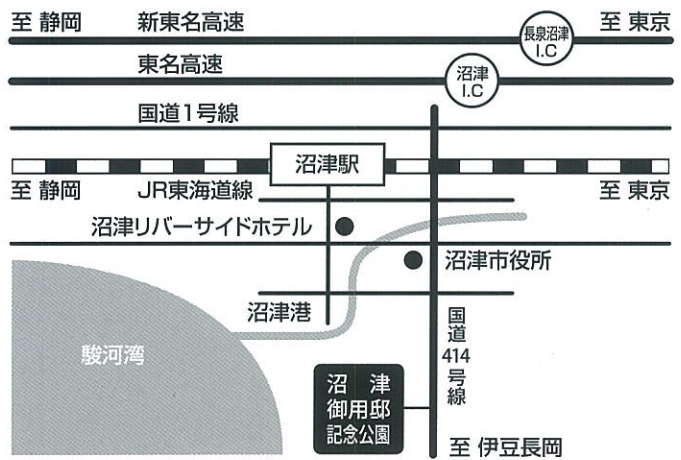 至 静岡
新東名高速
長泉沼津
I.C
至 東京
東名高速
沼津
I.C
国道1号線
沼津駅
至 静岡
JR東海道線
至 東京
沼津リバーサイドホテル
沼津市役所
沼津港
国道414号線
駿河湾
沼津
御用邸
記念公園
至 伊豆長岡